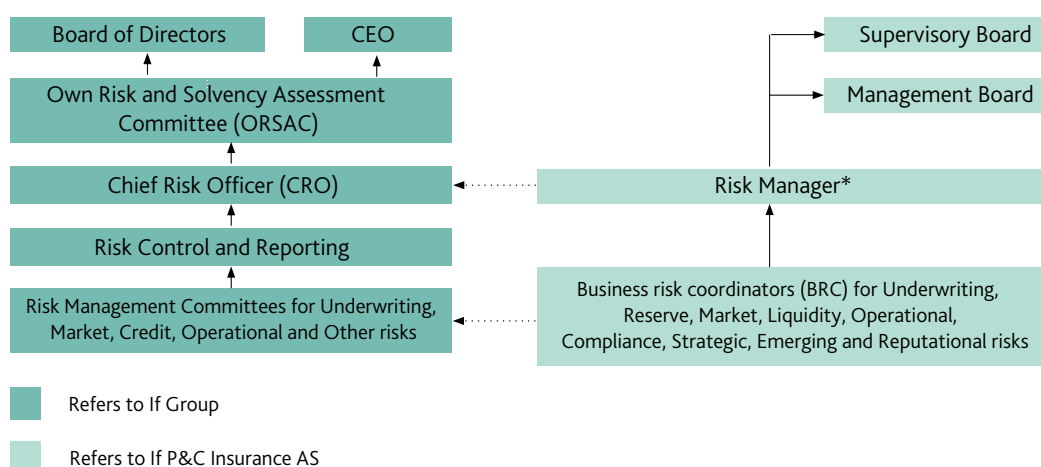 Board of Directors
CEO
Own Risk and Solvency Assessment
Committee (ORSAC)
Chief Risk Officer (CRO)
Risk Control and Reporting
Risk Management Committees for Underwriting,
Market, Credit, Operational and Other risks
Supervisory Board
Management Board
Risk Manager*
Business risk coordinators (BRC) for Underwriting,
Reserve, Market, Liquidity, Operational,
Compliance, Strategic, Emerging and Reputational risks
Refers to If Group
Refers to If P&C Insurance AS